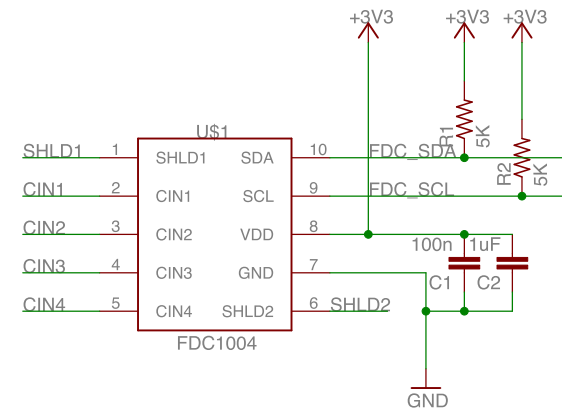 +3V3 +3V3 +3V3
U$1
R1 5K
SHLD1 1 SHLD1 SDA 10 FDC_SDA
R2 5K
CIN1 2 CIN1 SCL 9 FDC_SCL
CIN2 3 CIN2 VDD 8
100n 1uF
CIN3 4 CIN3 GND 7
C1 C2
CIN4 5 CIN4 SHLD2 6 SHLD2
FDC1004
GND